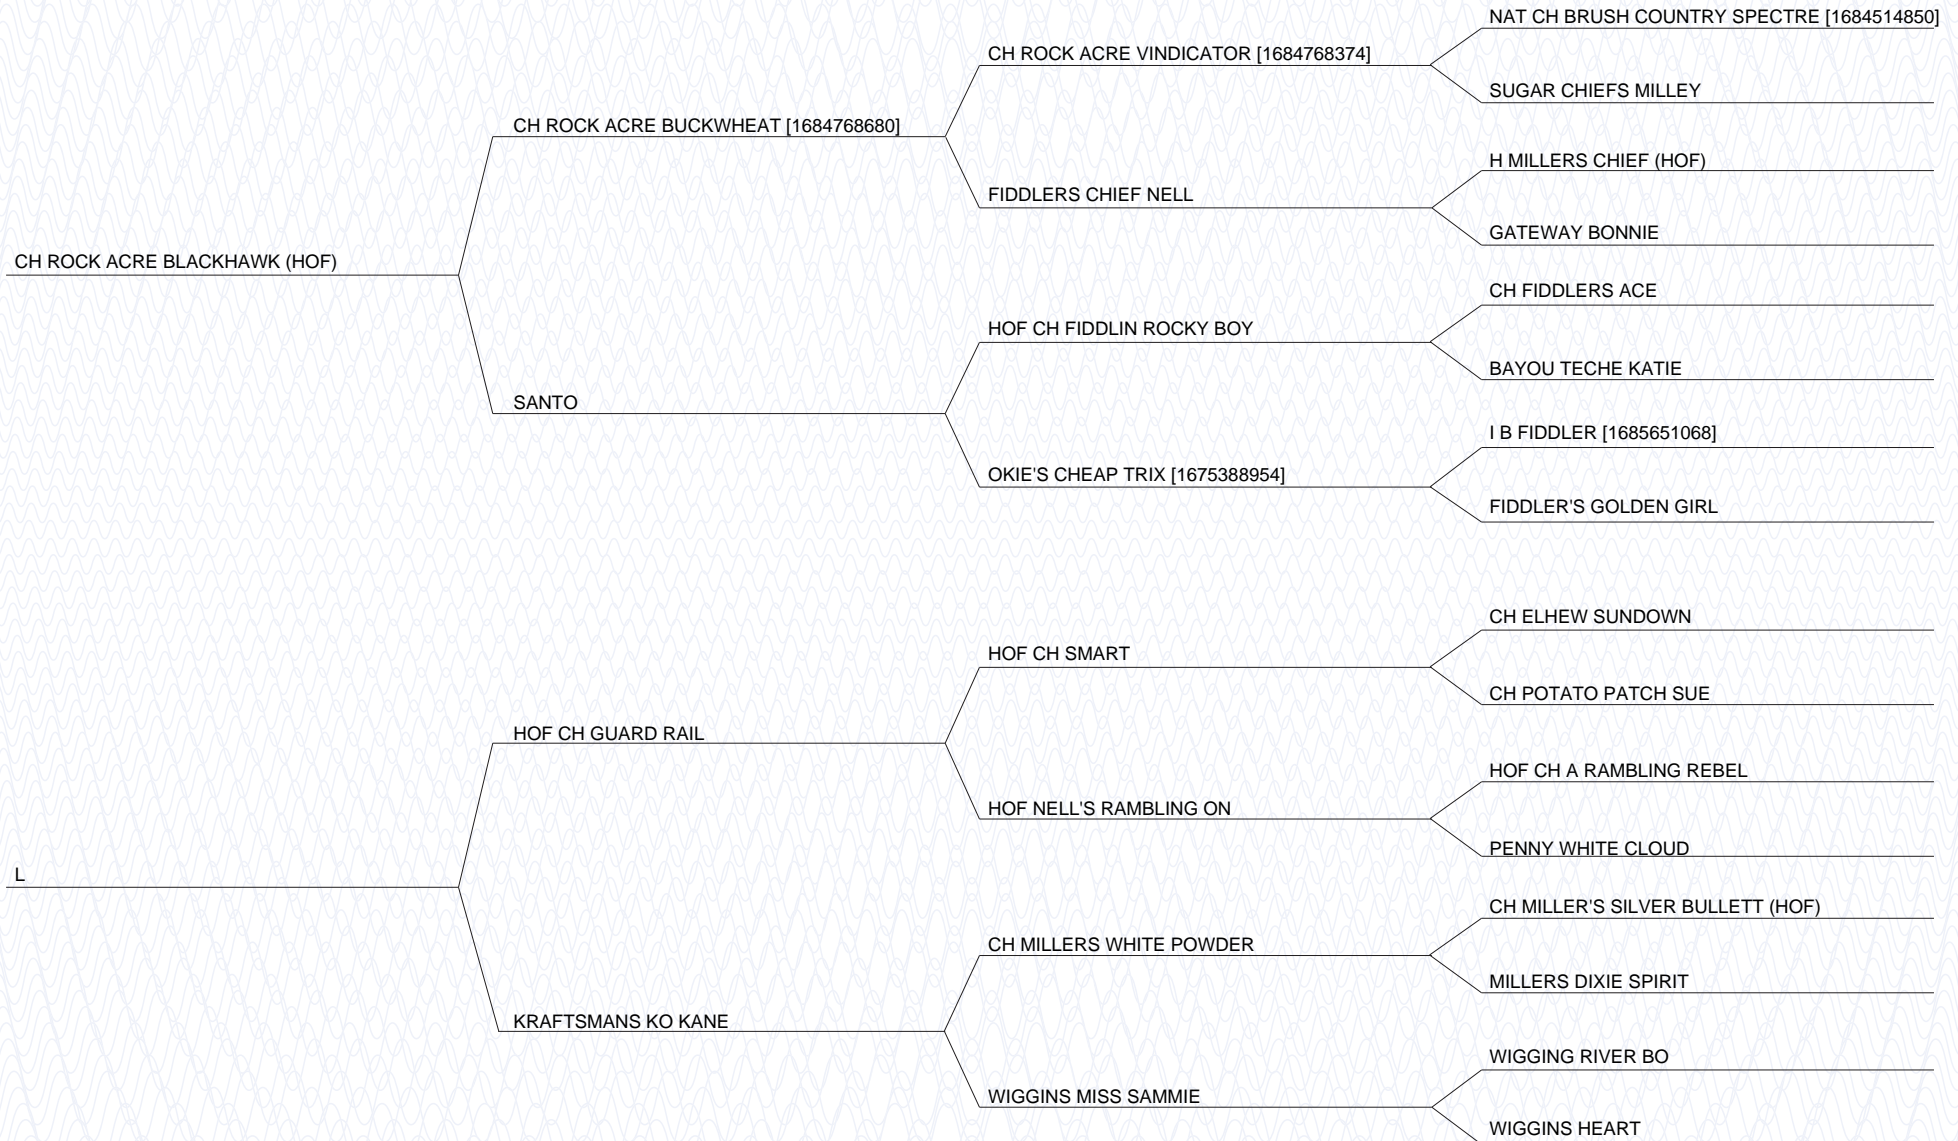 NAT CH BRUSH COUNTRY SPECTRE [1684514850]
CH ROCK ACRE VINDICATOR [1684768374]
SUGAR CHIEFS MILLEY
CH ROCK ACRE BUCKWHEAT [1684768680]
H MILLERS CHIEF (HOF)
FIDDLERS CHIEF NELL
GATEWAY BONNIE
CH ROCK ACRE BLACKHAWK (HOF)
CH FIDDLERS ACE
HOF CH FIDDLIN ROCKY BOY
BAYOU TECHE KATIE
SANTO
I B FIDDLER [1685651068]
OKIE'S CHEAP TRIX [1675388954]
FIDDLER'S GOLDEN GIRL
CH ELHEW SUNDOWN
HOF CH SMART
CH POTATO PATCH SUE
HOF CH GUARD RAIL
HOF CH A RAMBLING REBEL
HOF NELL'S RAMBLING ON
PENNY WHITE CLOUD
L
CH MILLER'S SILVER BULLETT (HOF)
CH MILLERS WHITE POWDER
MILLERS DIXIE SPIRIT
KRAFTSMANS KO KANE
WIGGING RIVER BO
WIGGINS MISS SAMMIE
WIGGINS HEART